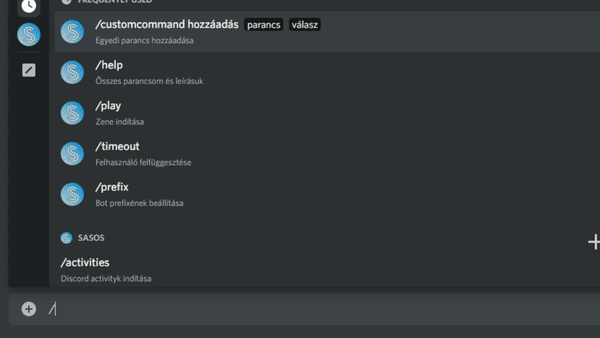 FREQUENTLY USED
/customcommand hozzáadás parancs válasz
Egyedi parancs hozzáadása
/help
Összes parancsom és leírásuk
/play
Zene indítása
/timeout
Felhasználó felfüggesztése
/prefix
Bot prefixének beállítása
SASOS
/activities
Discord activityk indítása
/